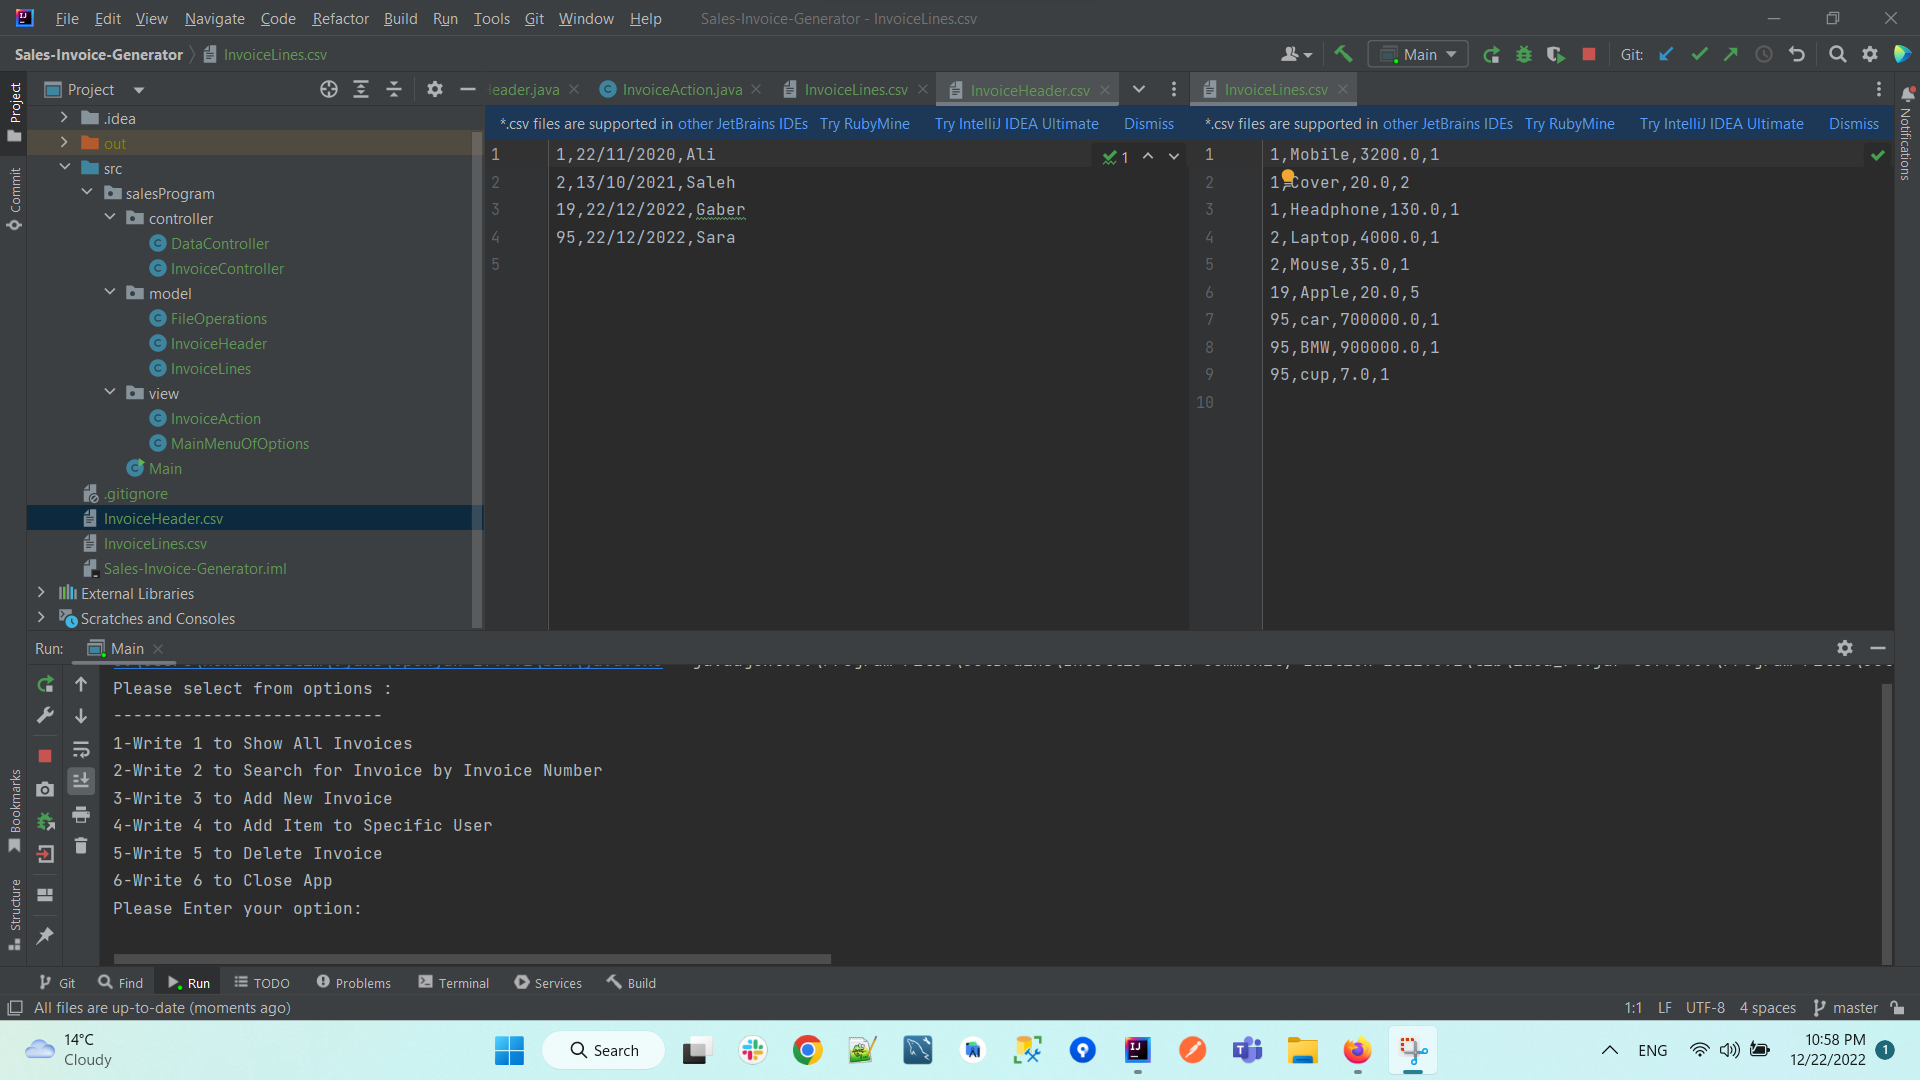 File Edit View Navigate Code Refactor Build Run Tools Git Window Help Sales-Invoice-Generator - InvoiceLines.csv
Sales-Invoice-Generator InvoiceLines.csv Main Git:
Project
Commit
Bookmarks
Structure
Notifications
Project
.idea
out
src
salesProgram
controller
DataController
InvoiceController
model
FileOperations
InvoiceHeader
InvoiceLines
view
InvoiceAction
MainMenuOfOptions
Main
.gitignore
InvoiceHeader.csv
InvoiceLines.csv
Sales-Invoice-Generator.iml
External Libraries
Scratches and Consoles
eader.java InvoiceAction.java InvoiceLines.csv InvoiceHeader.csv
*.csv files are supported in other JetBrains IDEs Try RubyMine Try IntelliJ IDEA Ultimate Dismiss
1 1,22/11/2020,Ali 1
2 2,13/10/2021,Saleh
3 19,22/12/2022,Gaber
4 95,22/12/2022,Sara
5
InvoiceLines.csv
*.csv files are supported in other JetBrains IDEs Try RubyMine Try IntelliJ IDEA Ultimate Dismiss
1 1,Mobile,3200.0,1
2 1,Cover,20.0,2
3 1,Headphone,130.0,1
4 2,Laptop,4000.0,1
5 2,Mouse,35.0,1
6 19,Apple,20.0,5
7 95,car,700000.0,1
8 95,BMW,900000.0,1
9 95,cup,7.0,1
10
Run: Main
Please select from options :
---------------------------
1-Write 1 to Show All Invoices
2-Write 2 to Search for Invoice by Invoice Number
3-Write 3 to Add New Invoice
4-Write 4 to Add Item to Specific User
5-Write 5 to Delete Invoice
6-Write 6 to Close App
Please Enter your option:
Git Find Run TODO Problems Terminal Services Build
All files are up-to-date (moments ago) 1:1 LF UTF-8 4 spaces master
14°C
Cloudy
Search
ENG
10:58 PM
12/22/2022
1